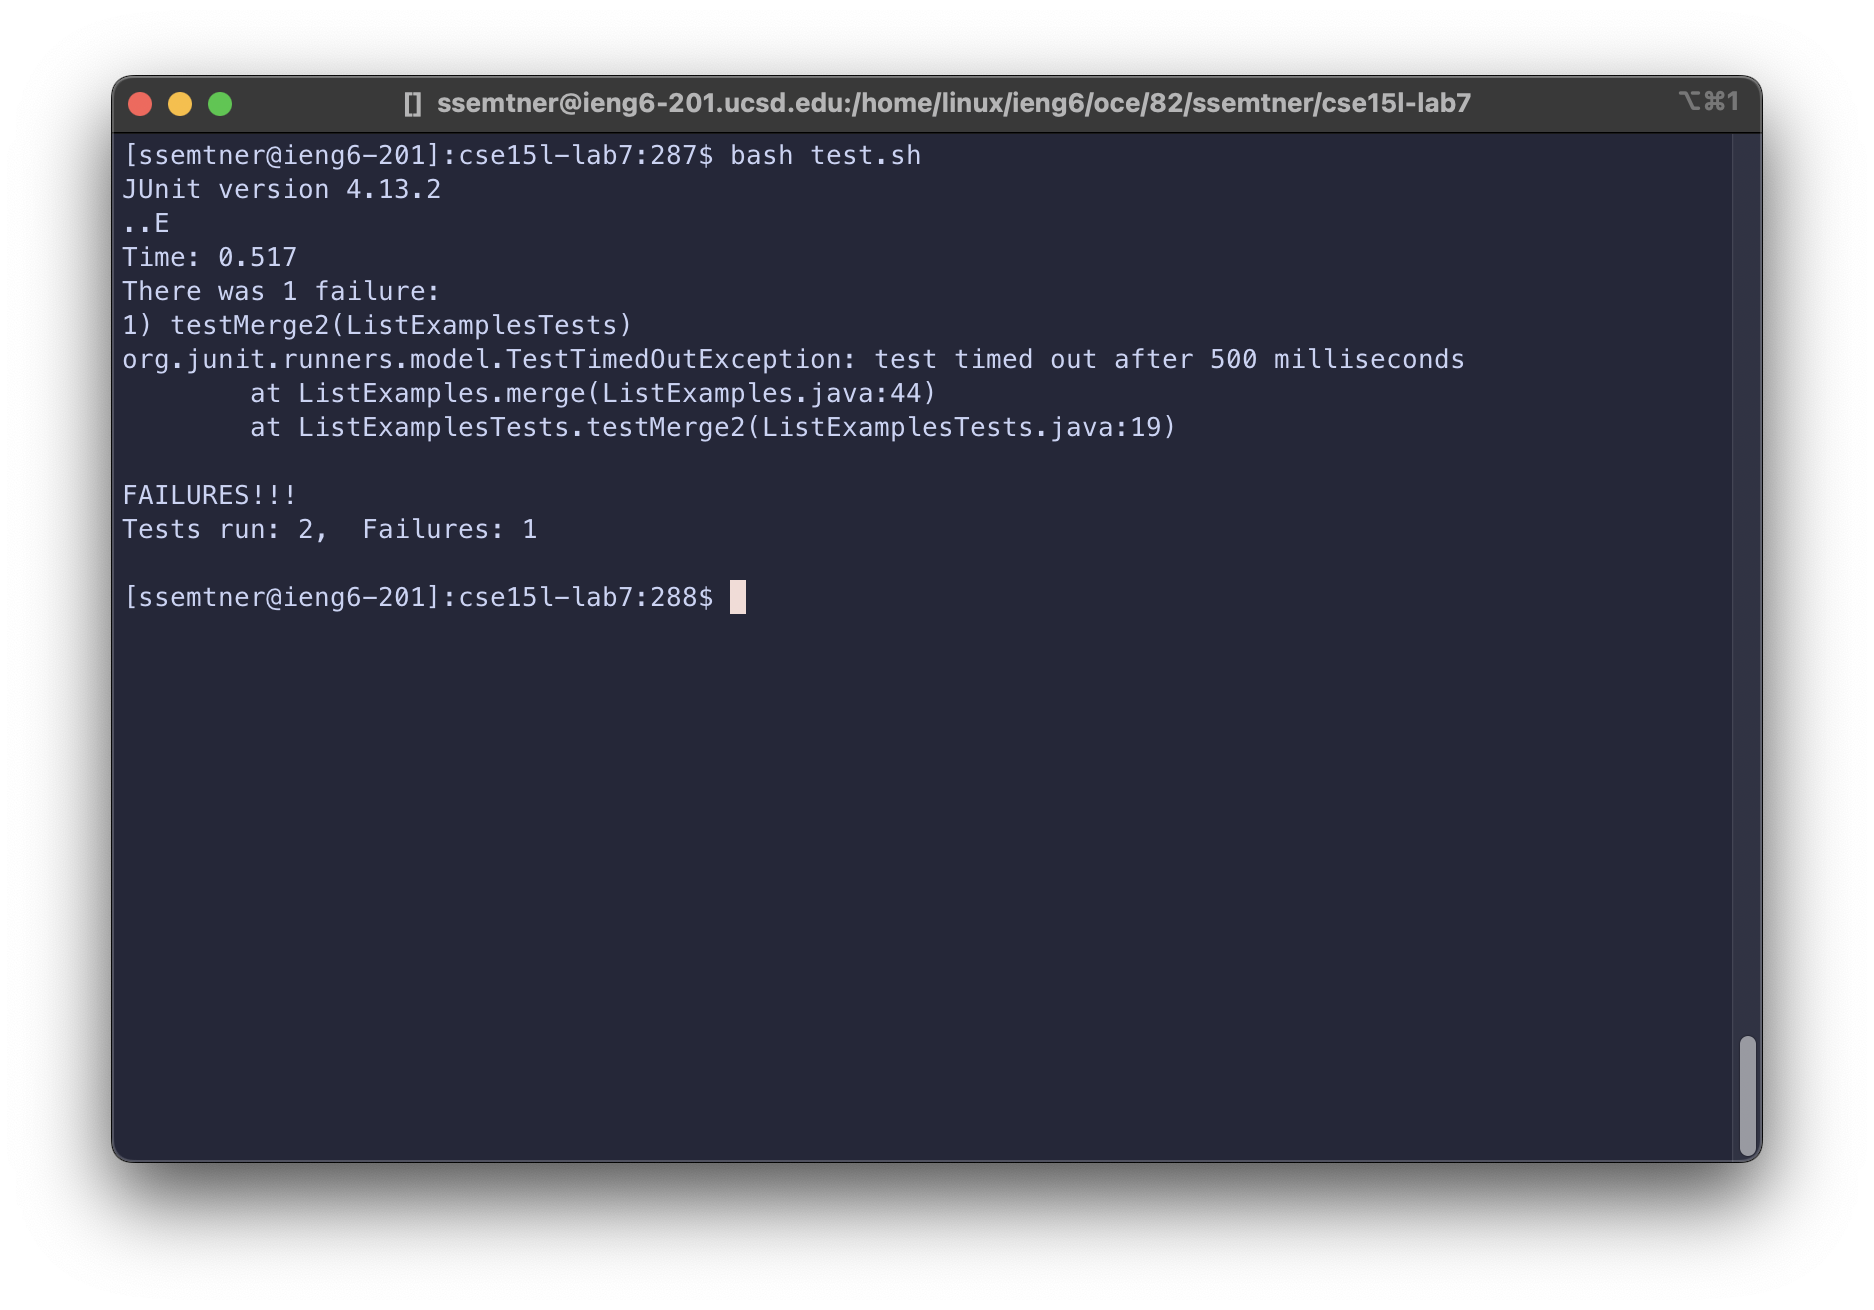 [] ssemtner@ieng6-201.ucsd.edu:/home/linux/ieng6/oce/82/ssemtner/cse15l-lab7 ⌥⌘1
[ssemtner@ieng6-201]:cse15l-lab7:287$ bash test.sh
JUnit version 4.13.2
..E
Time: 0.517
There was 1 failure:
1) testMerge2(ListExamplesTests)
org.junit.runners.model.TestTimedOutException: test timed out after 500 milliseconds
        at ListExamples.merge(ListExamples.java:44)
        at ListExamplesTests.testMerge2(ListExamplesTests.java:19)

FAILURES!!!
Tests run: 2,  Failures: 1

[ssemtner@ieng6-201]:cse15l-lab7:288$